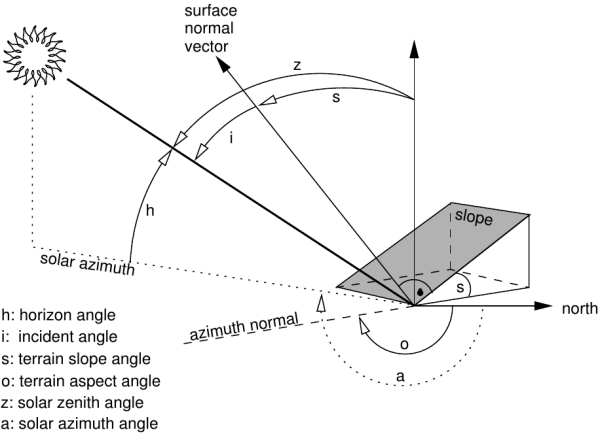 surface
normal
vector
z
s
i
h
slope
solar azimuth
s
north
azimuth normal
o
a
h: horizon angle
i: incident angle
s: terrain slope angle
o: terrain aspect angle
z: solar zenith angle
a: solar azimuth angle